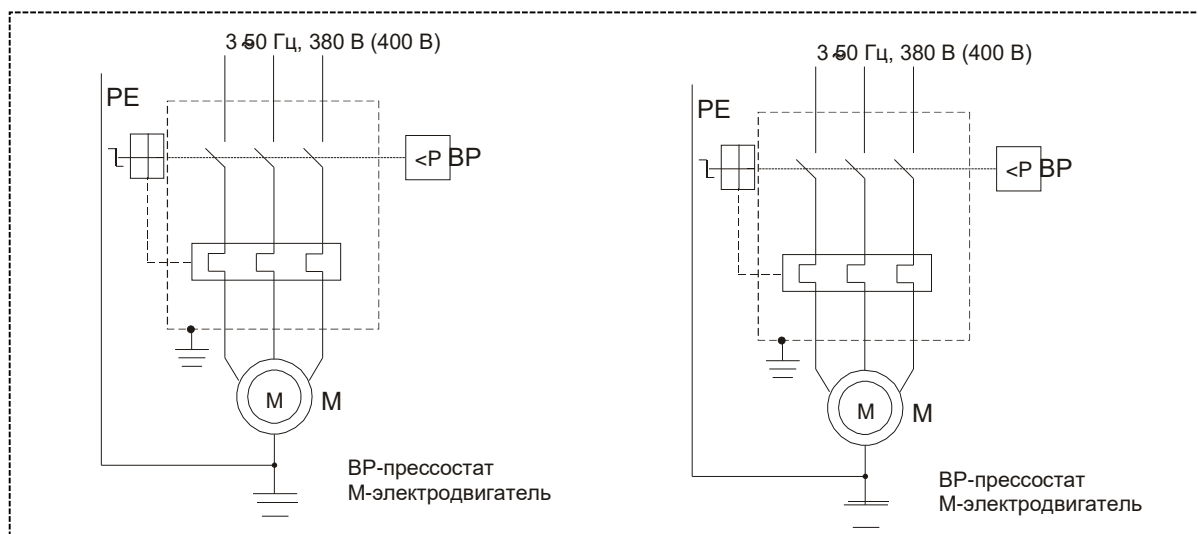 3~50 Гц, 380 В (400 В)
PE
<P BP
M M
BP-прессостат
М-электродвигатель
3~50 Гц, 380 В (400 В)
PE
<P BP
M M
BP-прессостат
М-электродвигатель